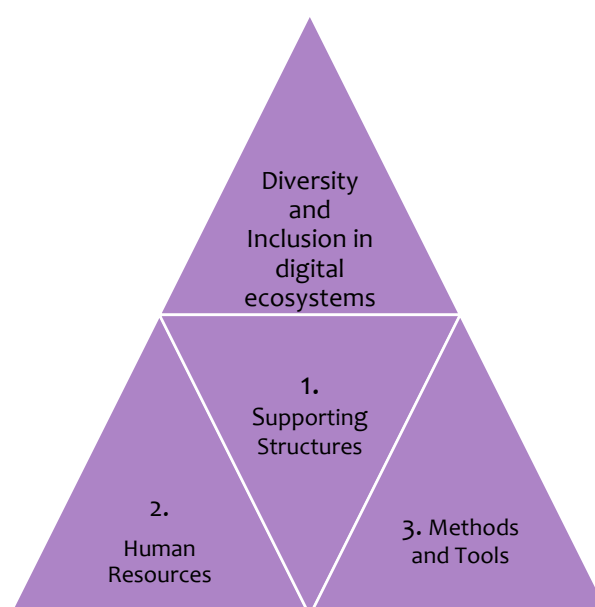 Diversity
and
Inclusion in
digital
ecosystems
1.
Supporting
Structures
2.
Human
Resources
3. Methods
and Tools